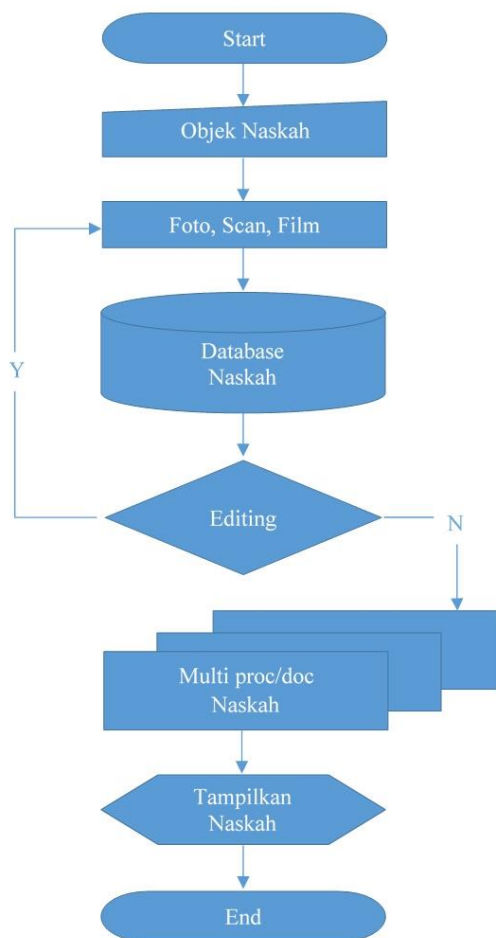 Start
Objek Naskah
Foto, Scan, Film
Database
Naskah
Y
Editing
N
Multi proc/doc
Naskah
Tampilkan
Naskah
End